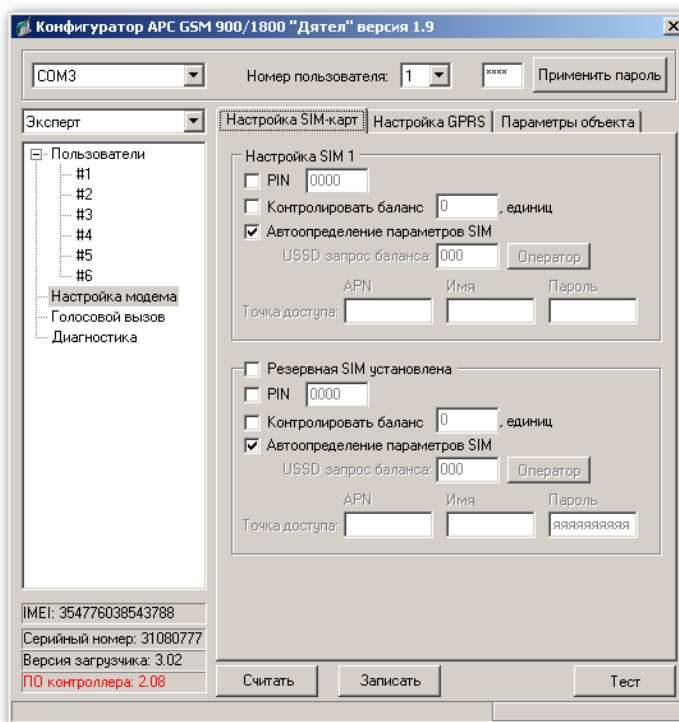 Конфигуратор АРС GSM 900/1800 "Дятел" версия 1.9
COM3 Номер пользователя: 1 **** Применить пароль
Эксперт
Настройка SIM-карт Настройка GPRS Параметры объекта
Пользователи
#1
#2
#3
#4
#5
#6
Настройка модема
Голосовой вызов
Диагностика
Настройка SIM 1
PIN 0000
Контролировать баланс 0 , единиц
Автоопределение параметров SIM
USSD запрос баланса: 000 Оператор
APN Имя Пароль
Точка доступа:
Резервная SIM установлена
PIN 0000
Контролировать баланс 0 , единиц
Автоопределение параметров SIM
USSD запрос баланса: 000 Оператор
APN Имя Пароль
Точка доступа: яяяяяяяяяя
IMEI: 354776038543788
Серийный номер: 31080777
Версия загрузчика: 3.02
ПО контроллера: 2.08
Считать Записать Тест